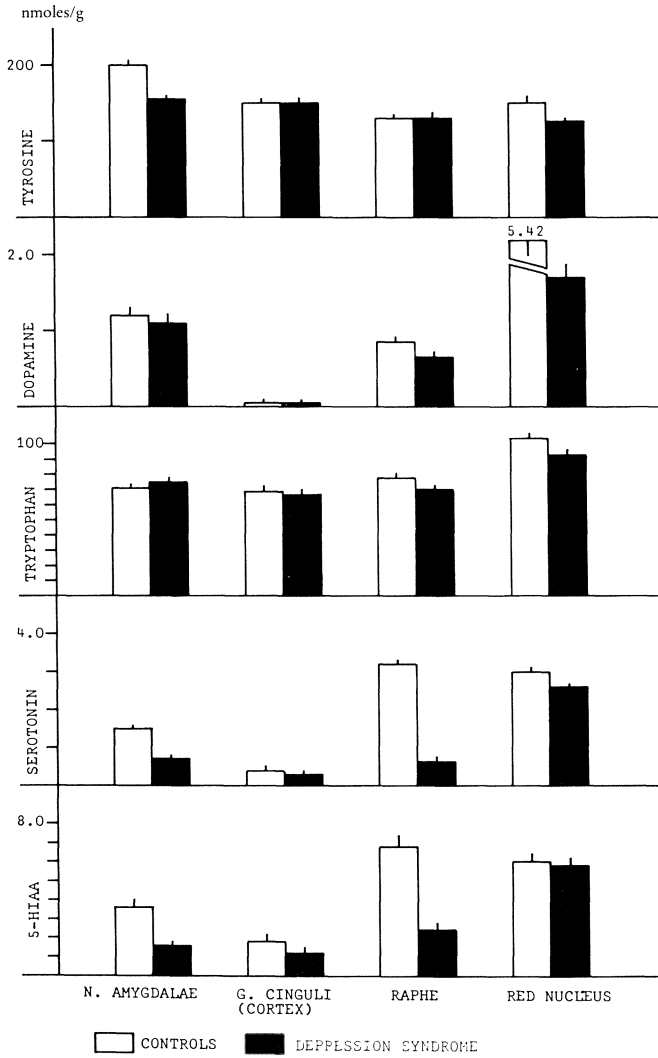 nmoles/g
200
TYROSINE
5.42
2.0
DOPAMINE
100
TRYPTOPHAN
4.0
SEROTONIN
8.0
5-HIAA
N. AMYGDALAE G. CINGULI RAPHE RED NUCLEUS
(CORTEX)
CONTROLS DEPPLSSION SYNDROME